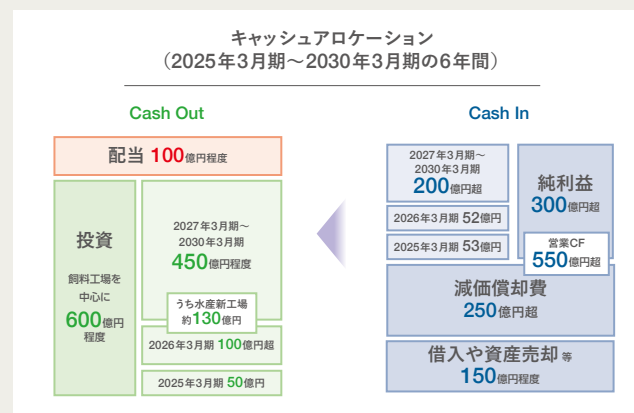 キャッシュアロケーション
（2025年3月期～2030年3月期の6年間）
Cash Out
配当 100億円程度
投資
飼料工場を
中心に
600億円
程度
2027年3月期～
2030年3月期
450億円程度
うち水産新工場
約130億円
2026年3月期 100億円超
2025年3月期 50億円
Cash In
2027年3月期～
2030年3月期
200億円超
2026年3月期 52億円
2025年3月期 53億円
純利益
300億円超
営業CF
550億円超
減価償却費
250億円超
借入や資産売却 等
150億円程度